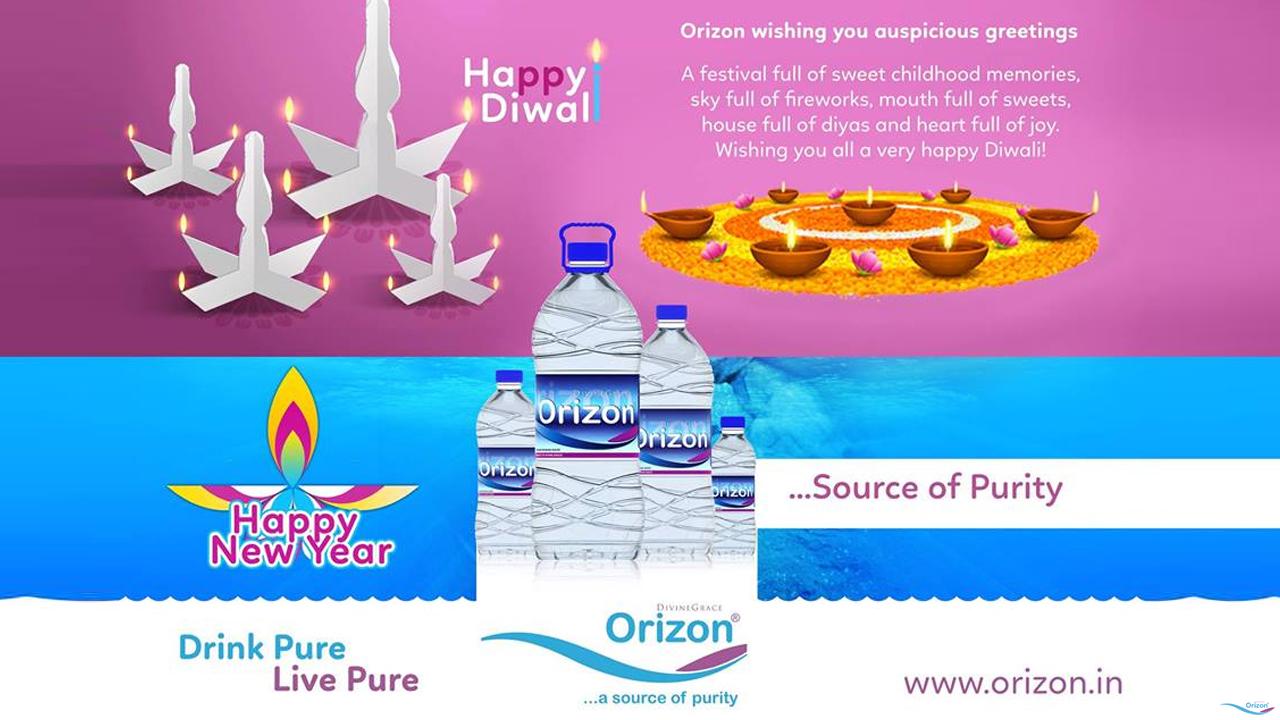 Happy
Diwali
Orizon wishing you auspicious greetings
A festival full of sweet childhood memories,
sky full of fireworks, mouth full of sweets,
house full of diyas and heart full of joy.
Wishing you all a very happy Diwali!
Happy
New Year
DIVINEGRACE
Orizon
Orizon
Orizon
Orizon
...Source of Purity
Drink Pure
Live Pure
DIVINEGRACE
Orizon®
...a source of purity
www.orizon.in
Orizon